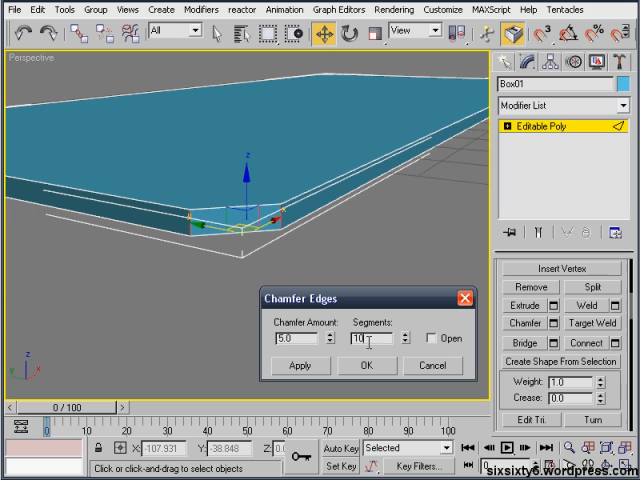 File Edit Tools Group Views Create Modifiers reactor Animation Graph Editors Rendering Customize MAXScript Help Tentacles
All View
Perspective
Box01
Modifier List
Editable Poly
z
x
Insert Vertex
Remove Split
Extrude Weld
Chamfer Target Weld
Bridge Connect
Create Shape From Selection
Weight: 1.0
Crease: 0.0
Edit Tri. Turn
Chamfer Edges
Chamfer Amount: Segments:
5.0 10 Open
Apply OK Cancel
z
y x
0 / 100
0 10 20 30 40 50 60 70 80 90 100
X: -107.931 Y: -38.848 Z: 0.
Auto Key Selected
Click or click-and-drag to select objects
Set Key Key Filters... 0
sixsixty6.wordpress.com